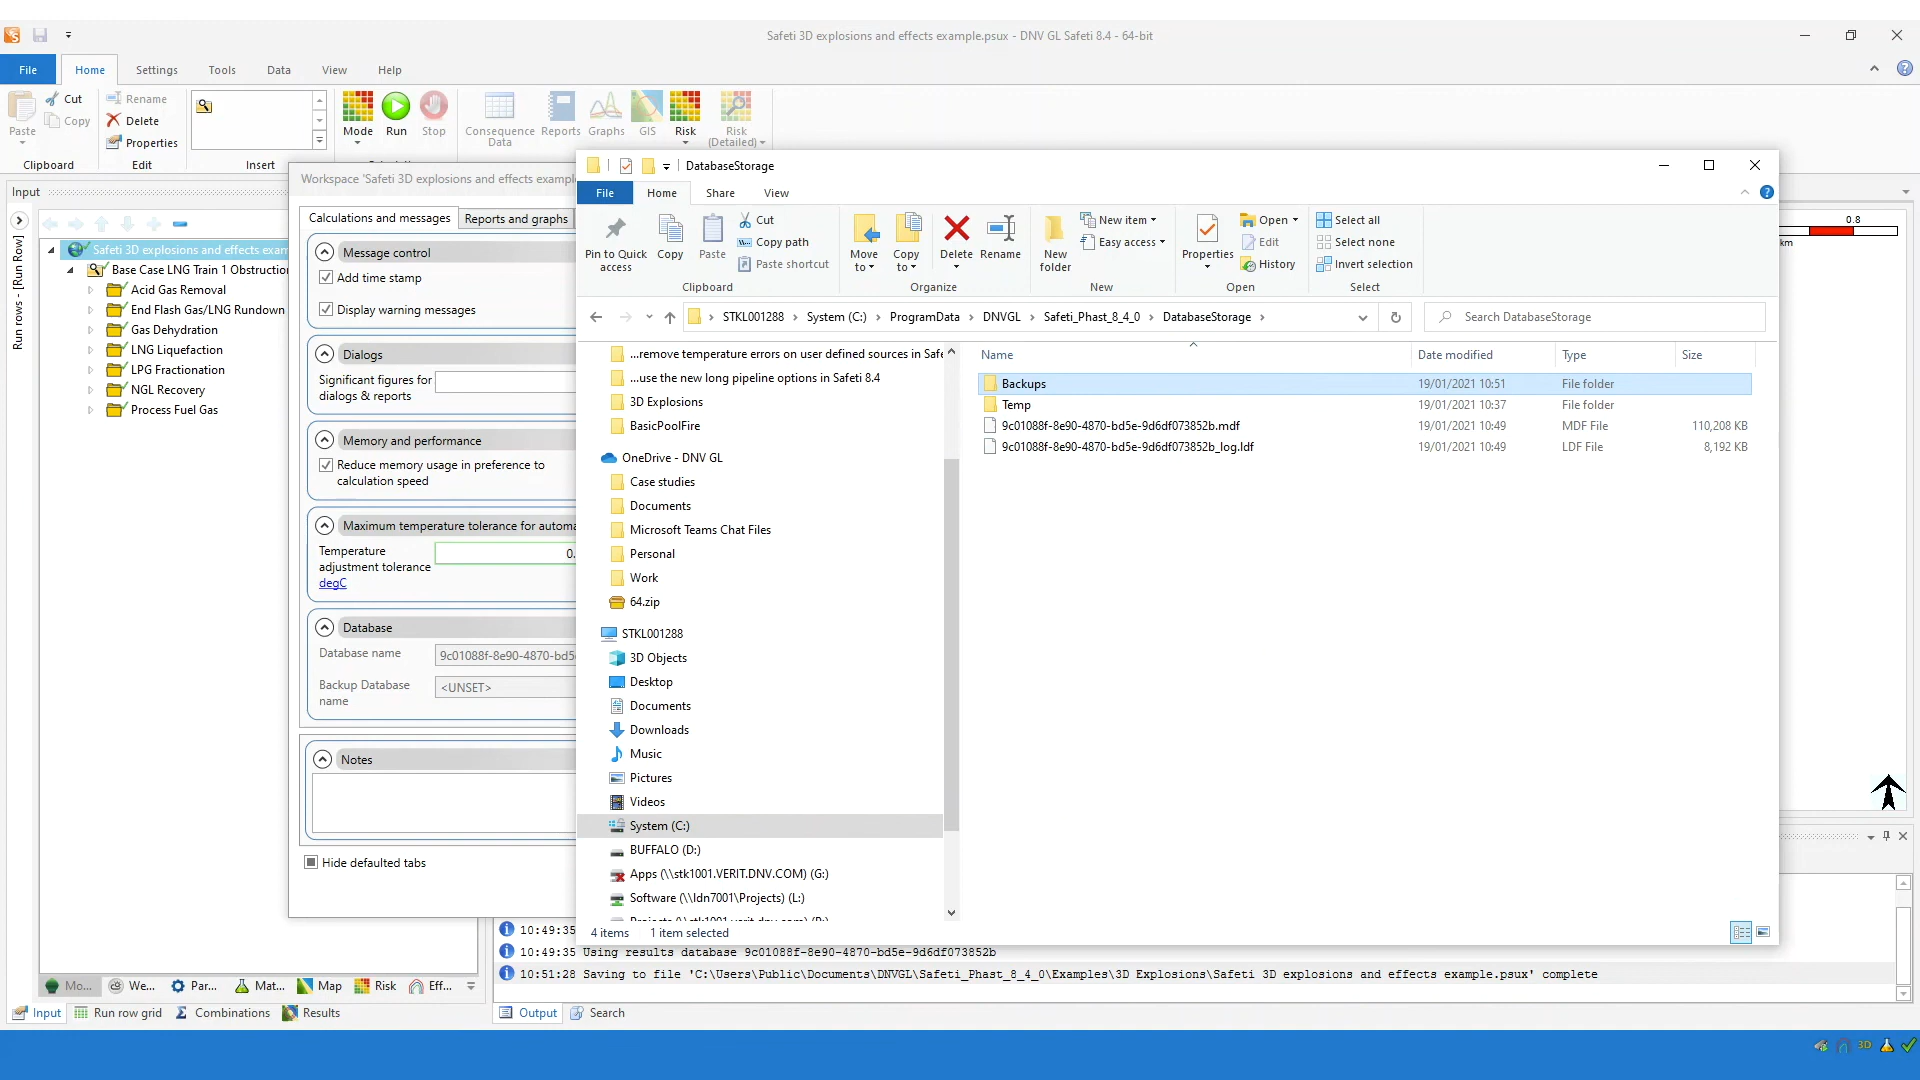 Safeti 3D explosions and effects example.psux - DNV GL Safeti 8.4 - 64-bit
File Home Settings Tools Data View Help
Paste Cut Copy Rename Delete Properties
Mode Run Stop Consequence Data Reports Graphs GIS Risk Risk (Detailed)
Clipboard Edit Insert
Input
Run rows - [Run Row]
Safeti 3D explosions and effects exam
Base Case LNG Train 1 Obstruction
Acid Gas Removal
End Flash Gas/LNG Rundown
Gas Dehydration
LNG Liquefaction
LPG Fractionation
NGL Recovery
Process Fuel Gas
Workspace 'Safeti 3D explosions and effects example
Calculations and messages Reports and graphs
Message control
Add time stamp
Display warning messages
Dialogs
Significant figures for
dialogs & reports
Memory and performance
Reduce memory usage in preference to
calculation speed
Maximum temperature tolerance for automa
Temperature
adjustment tolerance
degC
0.
Database
Database name 9c01088f-8e90-4870-bd5e
Backup Database
name
<UNSET>
Notes
Hide defaulted tabs
DatabaseStorage
File Home Share View
Pin to Quick
access
Copy Paste Cut Copy path Paste shortcut
Move
to
Copy
to
Delete Rename
New
folder
New item
Easy access
Properties Open Edit History
Select all
Select none
Invert selection
Clipboard Organize New Open Select
STKL001288 System (C:) ProgramData DNVGL Safeti_Phast_8_4_0 DatabaseStorage
Search DatabaseStorage
...remove temperature errors on user defined sources in Safe
...use the new long pipeline options in Safeti 8.4
3D Explosions
BasicPoolFire
OneDrive - DNV GL
Case studies
Documents
Microsoft Teams Chat Files
Personal
Work
64.zip
STKL001288
3D Objects
Desktop
Documents
Downloads
Music
Pictures
Videos
System (C:)
BUFFALO (D:)
Apps (\\stk1001.VERIT.DNV.COM) (G:)
Software (\\ldn7001\Projects) (L:)
Name Date modified Type Size
Backups 19/01/2021 10:51 File folder
Temp 19/01/2021 10:37 File folder
9c01088f-8e90-4870-bd5e-9d6df073852b.mdf 19/01/2021 10:49 MDF File 110,208 KB
9c01088f-8e90-4870-bd5e-9d6df073852b_log.ldf 19/01/2021 10:49 LDF File 8,192 KB
4 items 1 item selected
0.8
km
10:49:35
10:49:35 Using results database 9c01088f-8e90-4870-bd5e-9d6df073852b
10:51:28 Saving to file 'C:\Users\Public\Documents\DNVGL\Safeti_Phast_8_4_0\Examples\3D Explosions\Safeti 3D explosions and effects example.psux' complete
Mo... We... Par... Mat... Map Risk Eff...
Input Run row grid Combinations Results
Output Search
3D